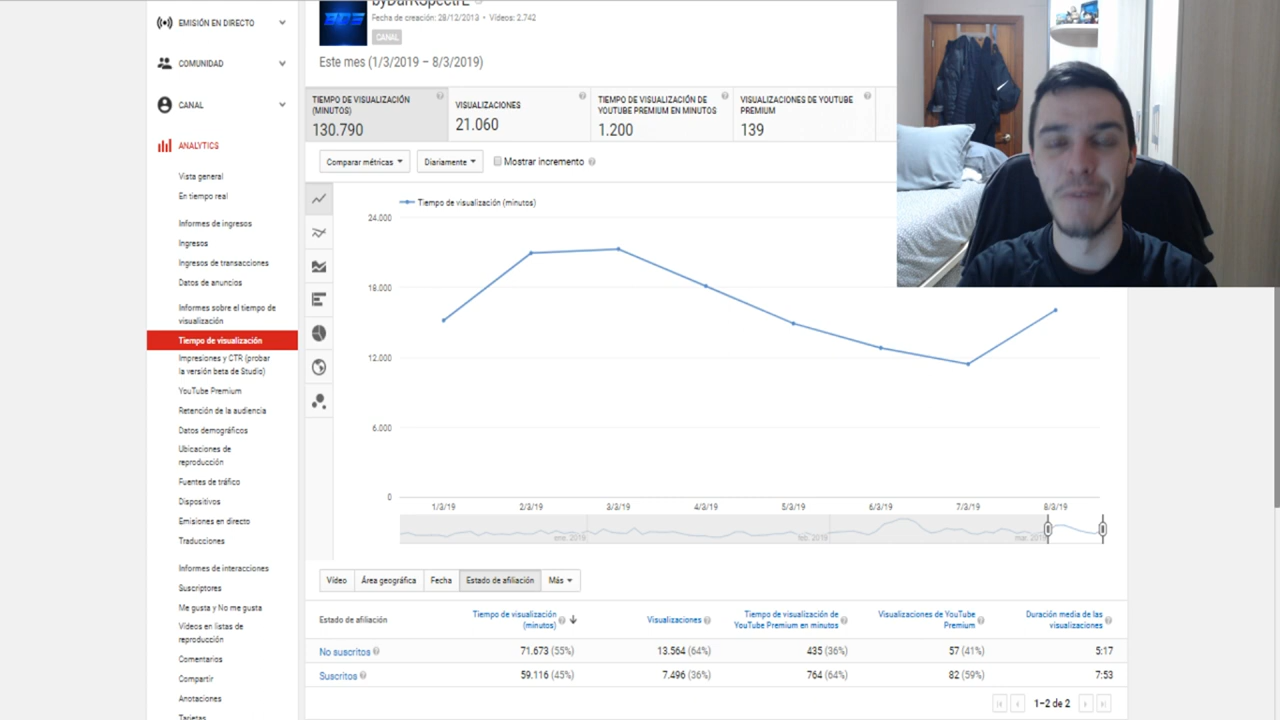 EMISIÓN EN DIRECTO
COMUNIDAD
CANAL
ANALYTICS
Vista general
En tiempo real
Informes de ingresos
Ingresos
Ingresos de transacciones
Datos de anuncios
Informes sobre el tiempo de
visualización
Tiempo de visualización
Impresiones y CTR (probar
la versión beta de Studio)
YouTube Premium
Retención de la audiencia
Datos demográficos
Ubicaciones de
reproducción
Fuentes de tráfico
Dispositivos
Emisiones en directo
Traducciones
Informes de interacciones
Suscriptores
Me gusta y No me gusta
Vídeos en listas de
reproducción
Comentarios
Compartir
Anotaciones
Tarjetas
byDarkSpectrE
Fecha de creación: 28/12/2013 • Vídeos: 2.742
CANAL
Este mes (1/3/2019 – 8/3/2019)
TIEMPO DE VISUALIZACIÓN
(MINUTOS)
130.790
VISUALIZACIONES
21.060
TIEMPO DE VISUALIZACIÓN DE
YOUTUBE PREMIUM EN MINUTOS
1.200
VISUALIZACIONES DE YOUTUBE
PREMIUM
139
Comparar métricas Diariamente Mostrar incremento
Tiempo de visualización (minutos)
24.000
18.000
12.000
6.000
0
1/3/19 2/3/19 3/3/19 4/3/19 5/3/19 6/3/19 7/3/19 8/3/19
ene. 2019 feb. 2019 mar. 2019
Vídeo Área geográfica Fecha Estado de afiliación Más
Estado de afiliación
Tiempo de visualización
(minutos)
Visualizaciones
Tiempo de visualización de
YouTube Premium en minutos
Visualizaciones de YouTube
Premium
Duración media de las
visualizaciones
No suscritos 71.673 (55%) 13.564 (64%) 435 (36%) 57 (41%) 5:17
Suscritos 59.116 (45%) 7.496 (36%) 764 (64%) 82 (59%) 7:53
1–2 de 2